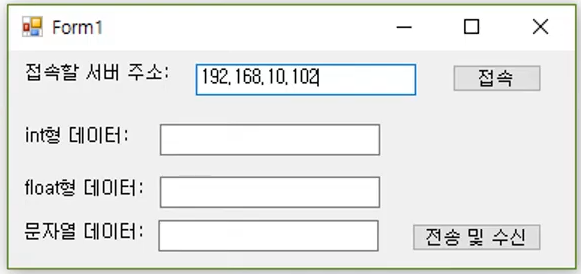 Form1
접속할 서버 주소:
192.168.10.102
접속
int형 데이터:
float형 데이터:
문자열 데이터:
전송 및 수신